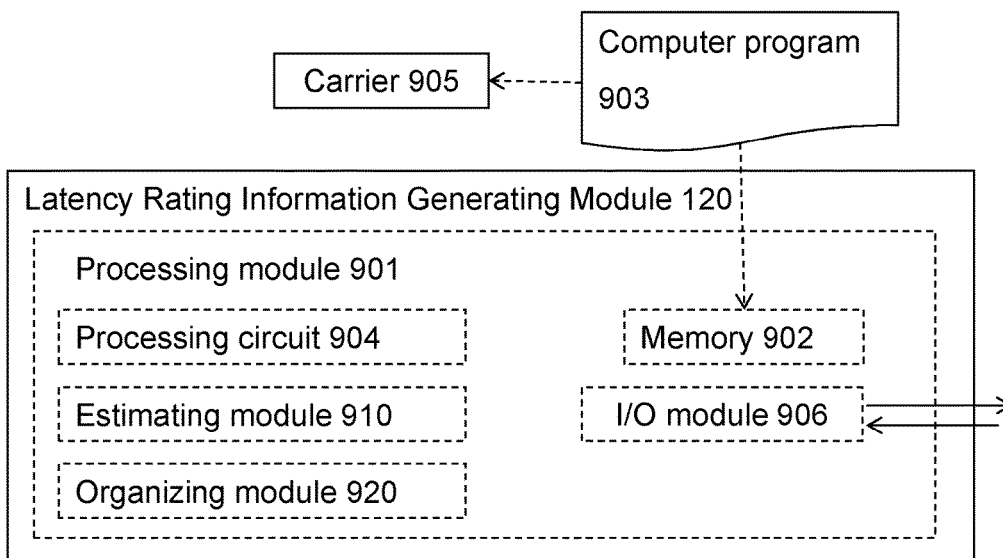 Computer program
903
Carrier 905
Latency Rating Information Generating Module 120
Processing module 901
Processing circuit 904
Memory 902
Estimating module 910
I/O module 906
Organizing module 920